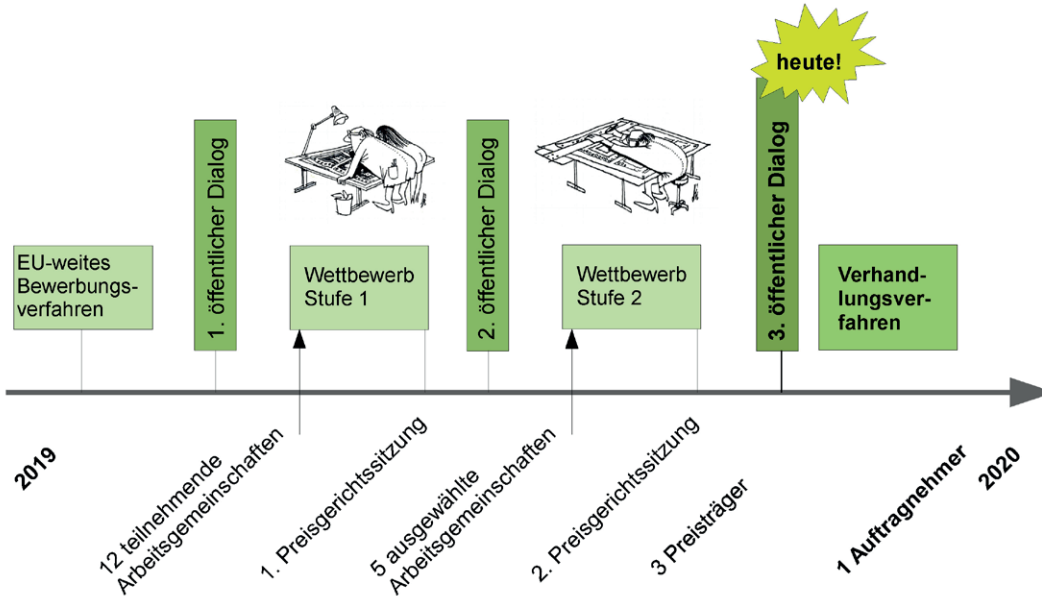 heute!
1. öffentlicher Dialog
2. öffentlicher Dialog
3. öffentlicher Dialog
EU-weites
Bewerbungs-
verfahren
Wettbewerb
Stufe 1
Wettbewerb
Stufe 2
Verhand-
lungsver-
fahren
2019
12 teilnehmende
Arbeitsgemeinschaften
1. Preisgerichtssitzung
5 ausgewählte
Arbeitsgemeinschaften
2. Preisgerichtssitzung
3 Preisträger
1 Auftragnehmer
2020